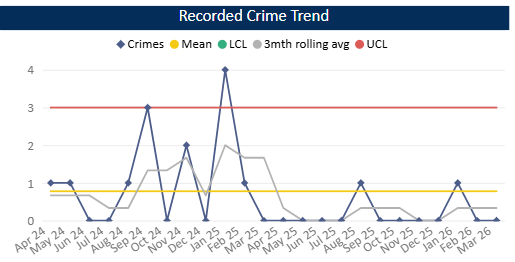 Recorded Crime Trend
Crimes Mean LCL 3mth rolling avg UCL
4
3
2
1
0
Apr 24 May 24 Jun 24 Jul 24 Aug 24 Sep 24 Oct 24 Nov 24 Dec 24 Jan 25 Feb 25 Mar 25 Apr 25 May 25 Jun 25 Jul 25 Aug 25 Sep 25 Oct 25 Nov 25 Dec 25 Jan 26 Feb 26 Mar 26